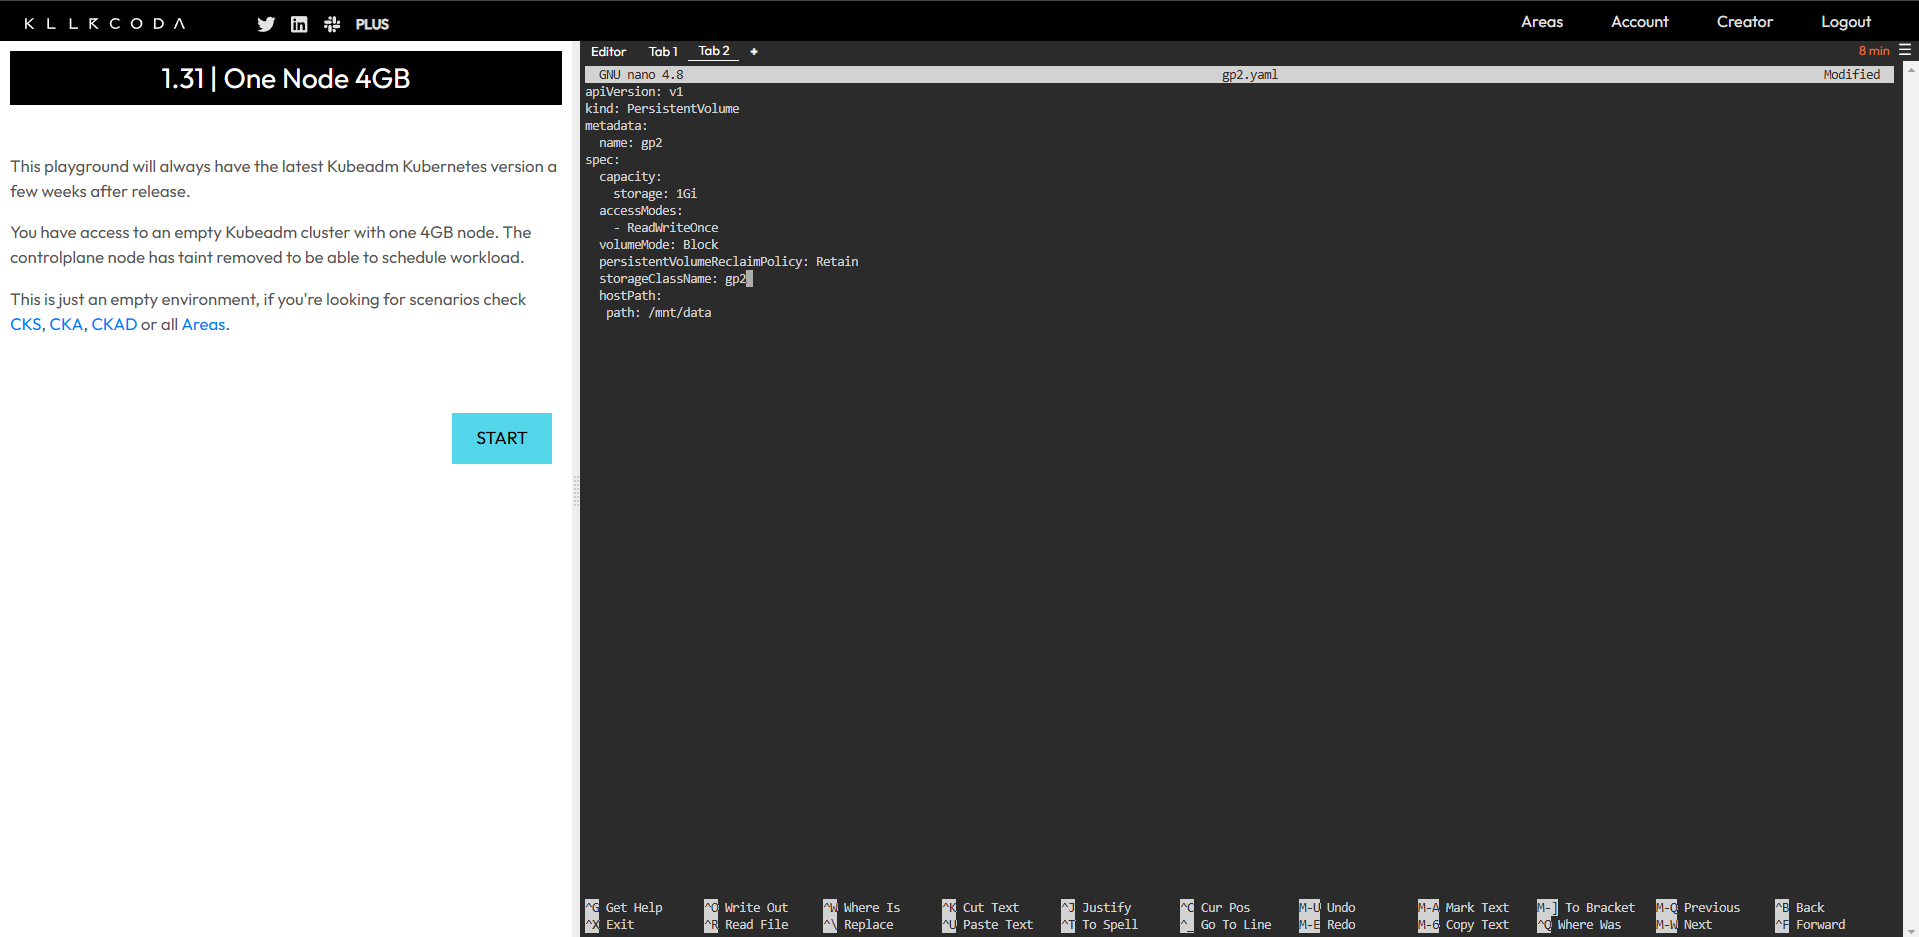 KLLRCODA PLUS Areas Account Creator Logout
1.31 | One Node 4GB
This playground will always have the latest Kubeadm Kubernetes version a
few weeks after release.
You have access to an empty Kubeadm cluster with one 4GB node. The
controlplane node has taint removed to be able to schedule workload.
This is just an empty environment, if you're looking for scenarios check
CKS, CKA, CKAD or all Areas.
START
Editor Tab 1 Tab 2 + 8 min
GNU nano 4.8 gp2.yaml Modified
apiVersion: v1
kind: PersistentVolume
metadata:
  name: gp2
spec:
  capacity:
    storage: 1Gi
  accessModes:
    - ReadWriteOnce
  volumeMode: Block
  persistentVolumeReclaimPolicy: Retain
  storageClassName: gp2
  hostPath:
   path: /mnt/data
^G Get Help ^O Write Out ^W Where Is ^K Cut Text ^J Justify ^C Cur Pos M-U Undo M-A Mark Text M-] To Bracket M-Q Previous ^B Back
^X Exit ^R Read File ^\ Replace ^U Paste Text ^T To Spell ^_ Go To Line M-E Redo M-6 Copy Text ^Q Where Was M-W Next ^F Forward